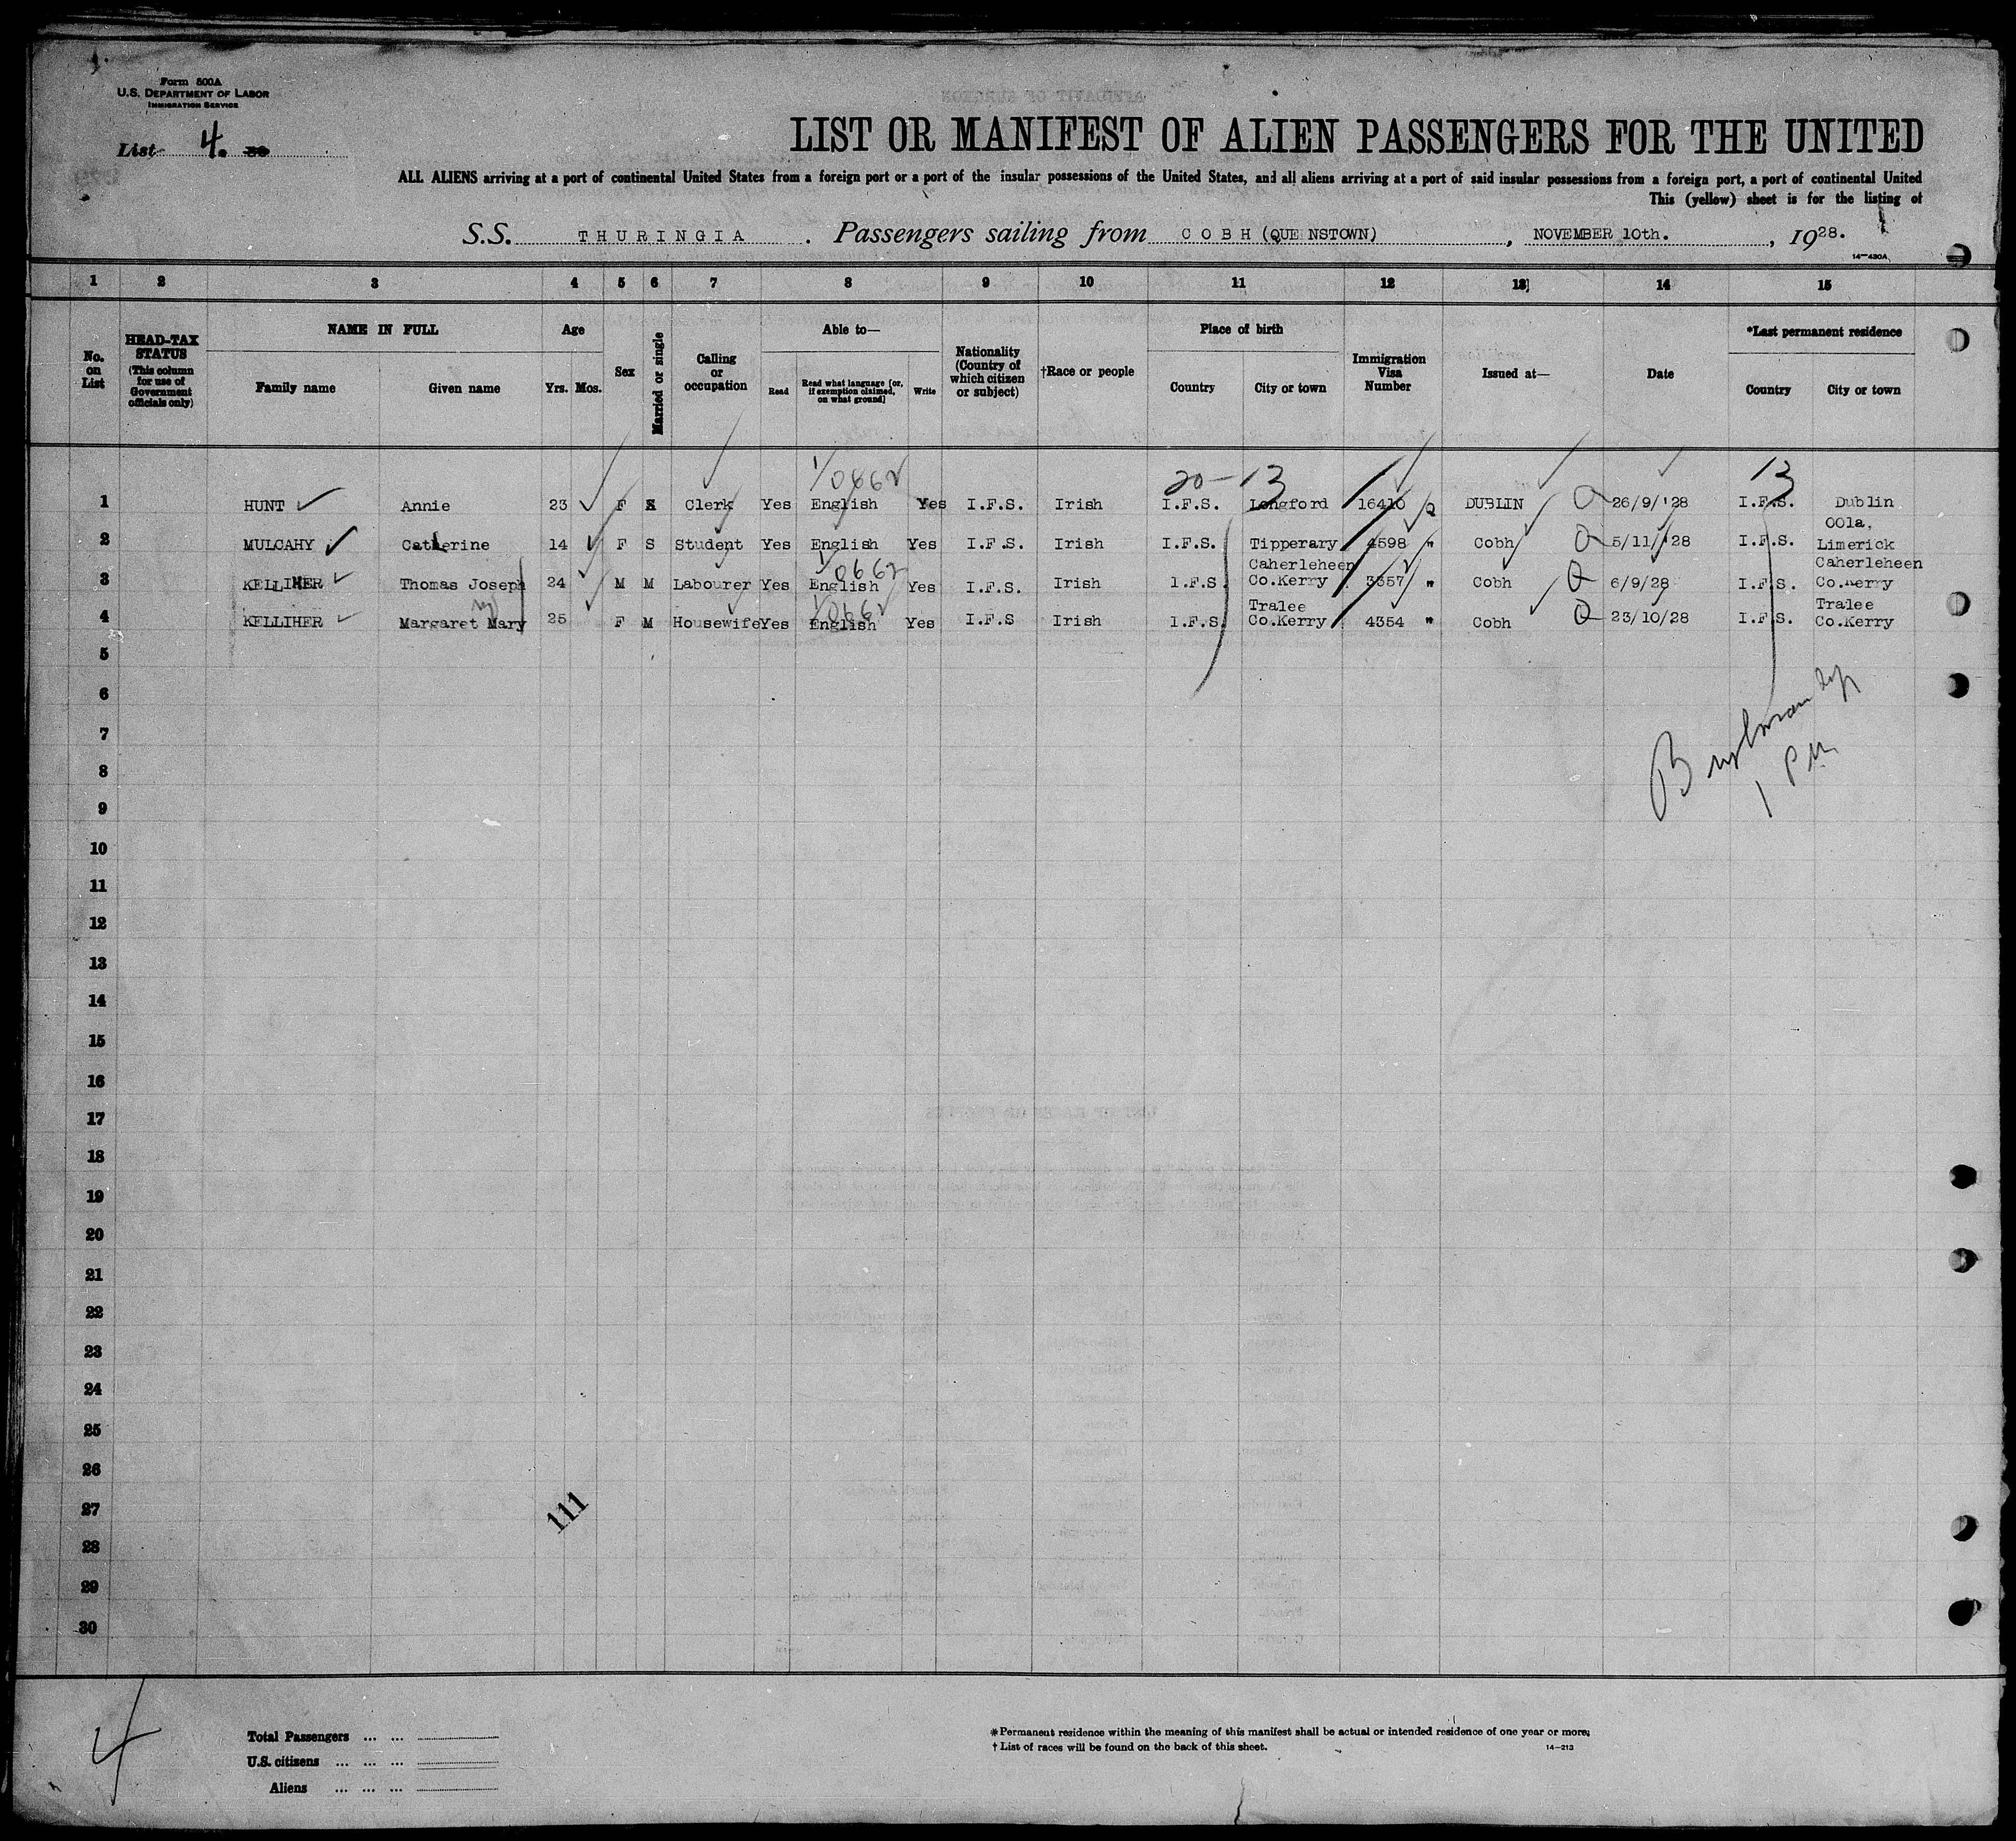 Form 500A
U.S. DEPARTMENT OF LABOR
IMMIGRATION SERVICE
List 4.
LIST OR MANIFEST OF ALIEN PASSENGERS FOR THE UNITED
ALL ALIENS arriving at a port of continental United States from a foreign port or a port of the insular possessions of the United States, and all aliens arriving at a port of said insular possessions from a foreign port, a port of continental United
This (yellow) sheet is for the listing of
S.S. THURINGIA . Passengers sailing from COBH (QUE NSTOWN) , NOVEMBER 10th. , 1928.
14-430A
1 2 3 4 5 6 7 8 9 10 11 12 13 14 15
No. on List
HEAD-TAX STATUS (This column for use of Government officials only)
NAME IN FULL
Family name Given name
Age
Yrs. Mos.
Sex
Married or single
Calling or occupation
Able to—
Read Read what language [or, if exemption claimed, on what ground] Write
Nationality (Country of which citizen or subject)
†Race or people
Place of birth
Country City or town
Immigration Visa Number
Issued at—
Date
*Last permanent residence
Country City or town
20-13 13
1 HUNT Annie 23 F Clerk Yes English Yes I.F.S. Irish I.F.S. Longford 16410 DUBLIN 26/9/'28 I.F.S. Dublin
2 MULCAHY Catherine 14 F S Student Yes English Yes I.F.S. Irish I.F.S. Tipperary 4598 " Cobh 5/11/'28 I.F.S. Oola, Limerick
3 KELLIHER Thomas Joseph 24 M M Labourer Yes English Yes I.F.S. Irish I.F.S. Caherleheen Co.Kerry 3357 " Cobh 6/9/28 I.F.S. Caherleheen Co.Kerry
4 KELLIHER Margaret Mary 25 F M Housewife Yes English Yes I.F.S Irish I.F.S. Tralee Co.Kerry 4354 " Cobh 23/10/28 I.F.S. Tralee Co.Kerry
5
6
7
8
9
10
11
12
13
14
15
16
17
18
19
20
21
22
23
24
25
26
27
28
29
30
1 PM
111
4
Total Passengers ... ...
U.S. citizens ... ... ...
Aliens ... ... ...
*Permanent residence within the meaning of this manifest shall be actual or intended residence of one year or more.
† List of races will be found on the back of this sheet.
14-213